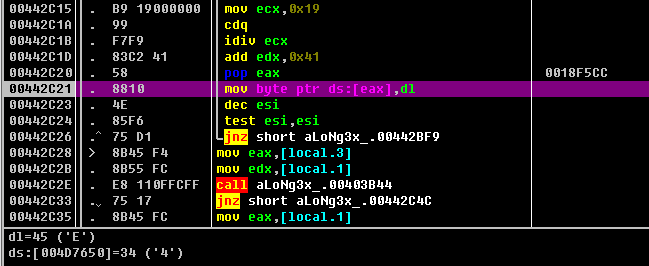 00442C15 . B9 19000000 mov ecx,0x19
00442C1A . 99 cdq
00442C1B . F7F9 idiv ecx
00442C1D . 83C2 41 add edx,0x41
00442C20 . 58 pop eax 0018F5CC
00442C21 . 8810 mov byte ptr ds:[eax],dl
00442C23 . 4E dec esi
00442C24 . 85F6 test esi,esi
00442C26 .^ 75 D1 jnz short aLoNg3x_.00442BF9
00442C28 > 8B45 F4 mov eax,[local.3]
00442C2B . 8B55 FC mov edx,[local.1]
00442C2E . E8 110FFCFF call aLoNg3x_.00403B44
00442C33 .⌄ 75 17 jnz short aLoNg3x_.00442C4C
00442C35 . 8B45 FC mov eax,[local.1]
dl=45 ('E')
ds:[004D7650]=34 ('4')